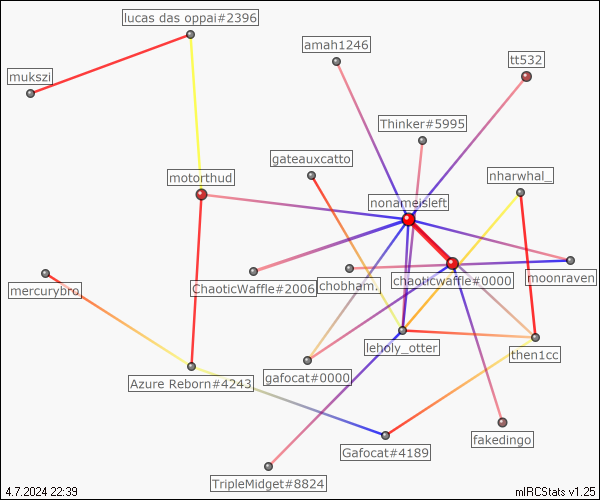 lucas das oppai#2396
amah1246
tt532
mukszi
Thinker#5995
gateauxcatto
motorthud
nharwhal_
nonameisleft
mercurybro.
ChaoticWaffle#2006
chobham.
chaoticwaffle#0000
moonraven
leholy_otter
then1cc
gafocat#0000
Azure Reborn#4243
Gafocat#4189
fakedingo
TripleMidget#8824
4.7.2024 22:39
mIRCStats v1.25